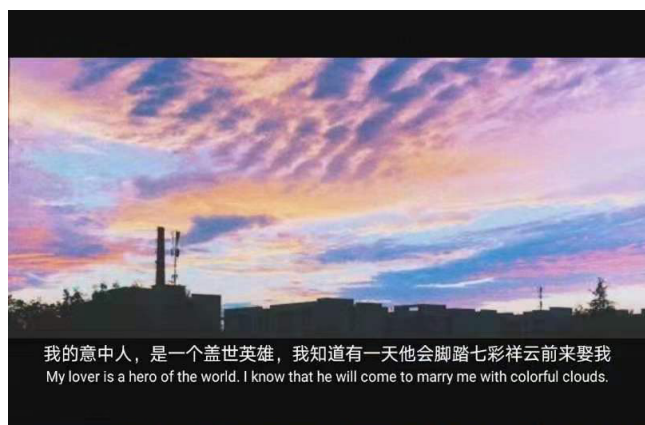 我的意中人，是一个盖世英雄，我知道有一天他会脚踏七彩祥云前来娶我
My lover is a hero of the world. I know that he will come to marry me with colorful clouds.